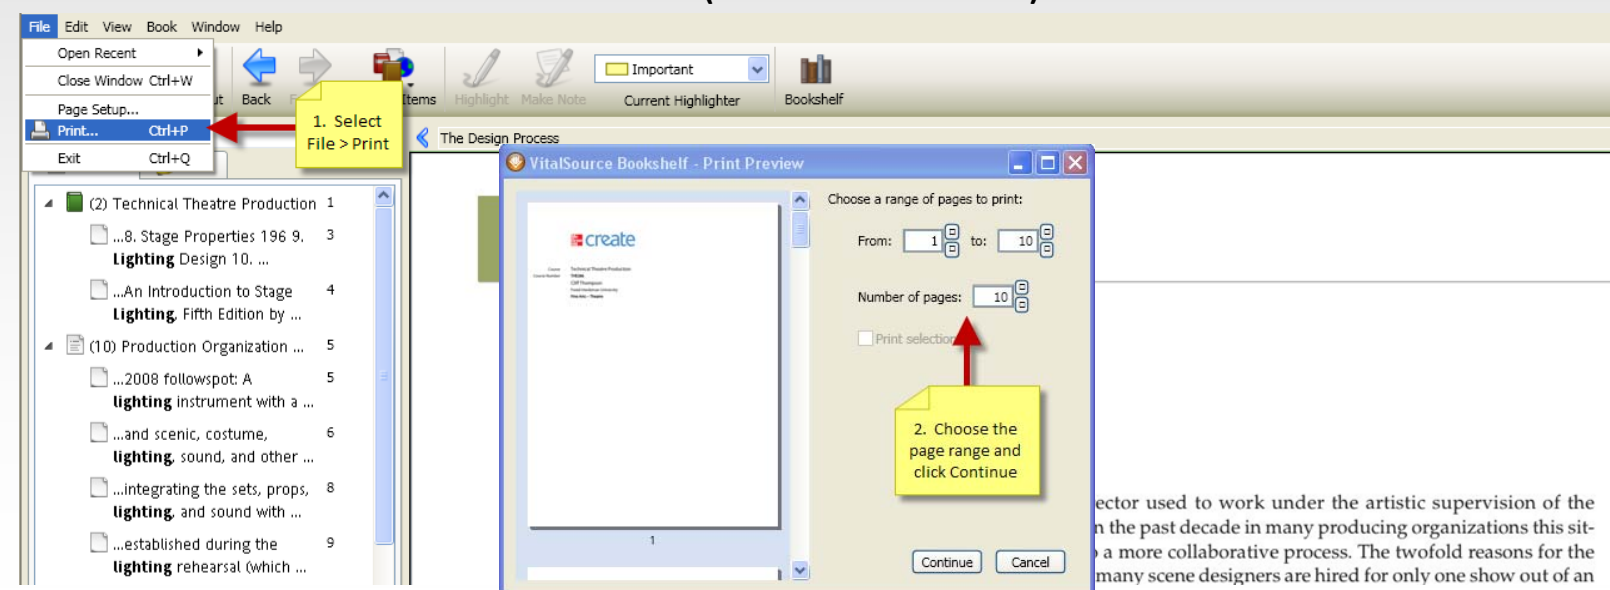 File Edit View Book Window Help
Open Recent
Close Window Ctrl+W
Page Setup...
Print... Ctrl+P
Exit Ctrl+Q
Back
Items
Highlight
Make Note
Important
Current Highlighter
Bookshelf
1. Select
File > Print
The Design Process
(2) Technical Theatre Production 1
...8. Stage Properties 196 9. 3
Lighting Design 10. ...
...An Introduction to Stage 4
Lighting, Fifth Edition by ...
(10) Production Organization ... 5
...2008 followspot: A 5
lighting instrument with a ...
...and scenic, costume, 6
lighting, sound, and other ...
...integrating the sets, props, 8
lighting, and sound with ...
...established during the 9
lighting rehearsal (which ...
VitalSource Bookshelf - Print Preview
create
Technical Theatre Production
Cliff Thompson
1
Choose a range of pages to print:
From: 1 to: 10
Number of pages: 10
Print selection
2. Choose the
page range and
click Continue
Continue Cancel
ector used to work under the artistic supervision of the
n the past decade in many producing organizations this sit-
a more collaborative process. The twofold reasons for the
many scene designers are hired for only one show out of an